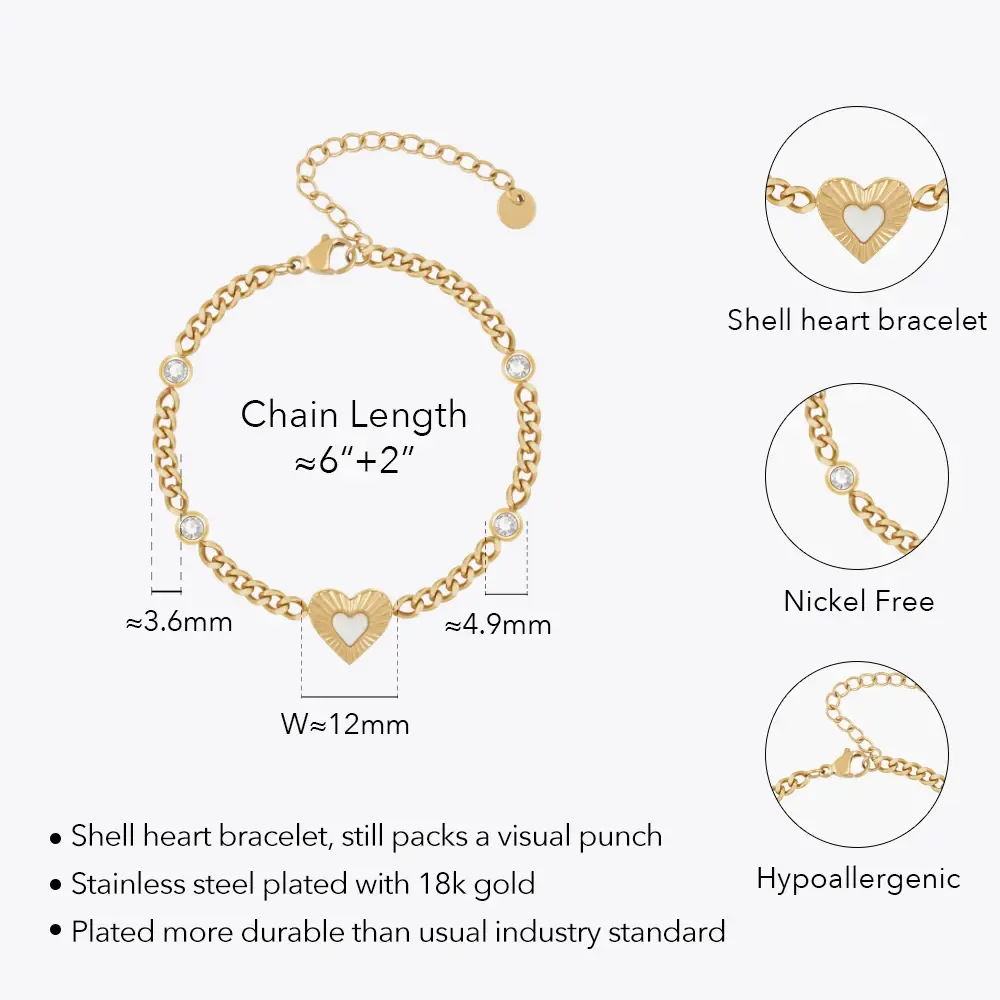 Shell heart bracelet
Chain Length
≈6“+2”
Nickel Free
≈3.6mm
≈4.9mm
W≈12mm
• Shell heart bracelet, still packs a visual punch
• Stainless steel plated with 18k gold
• Plated more durable than usual industry standard
Hypoallergenic